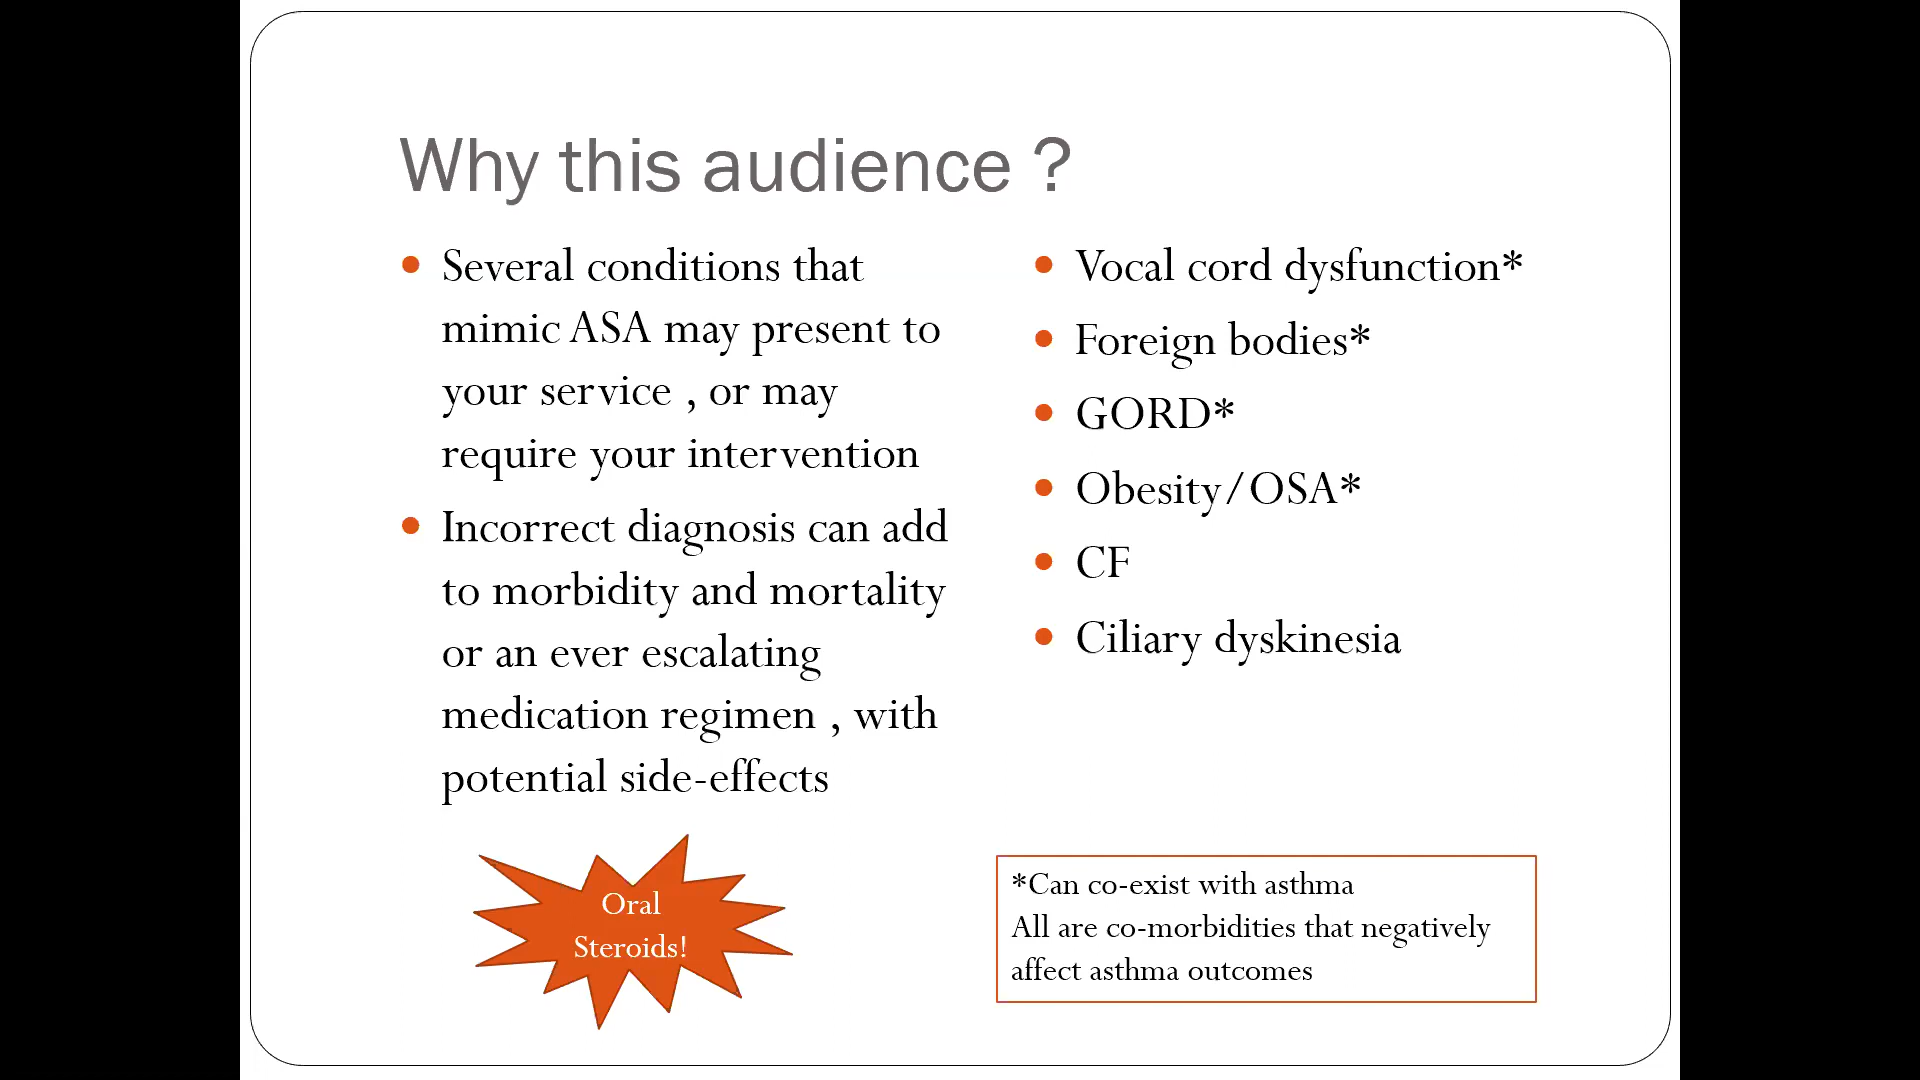 Why this audience ?
Several conditions that
mimic ASA may present to
your service , or may
require your intervention
Incorrect diagnosis can add
to morbidity and mortality
or an ever escalating
medication regimen , with
potential side-effects
Oral
Steroids!
Vocal cord dysfunction*
Foreign bodies*
GORD*
Obesity/OSA*
CF
Ciliary dyskinesia
*Can co-exist with asthma
All are co-morbidities that negatively
affect asthma outcomes